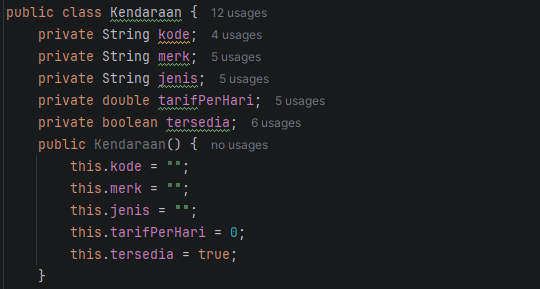 public class Kendaraan { 12 usages
private String kode; 4 usages
private String merk; 5 usages
private String jenis; 5 usages
private double tarifPerHari; 5 usages
private boolean tersedia; 6 usages
public Kendaraan() { no usages
this.kode = "";
this.merk = "";
this.jenis = "";
this.tarifPerHari = 0;
this.tersedia = true;
}